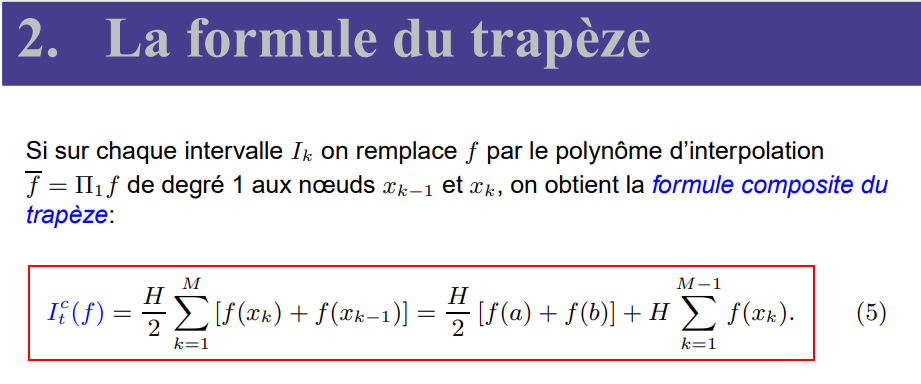 2. La formule du trapèze
Si sur chaque intervalle $I_k$ on remplace $f$ par le polynôme d'interpolation
$\overline{f} = \Pi_1 f$ de degré 1 aux nœuds $x_{k-1}$ et $x_k$, on obtient la formule composite du
trapèze:
$I_t^c(f) = \frac{H}{2} \sum_{k=1}^{M} [f(x_k) + f(x_{k-1})] = \frac{H}{2} [f(a) + f(b)] + H \sum_{k=1}^{M-1} f(x_k).$ (5)